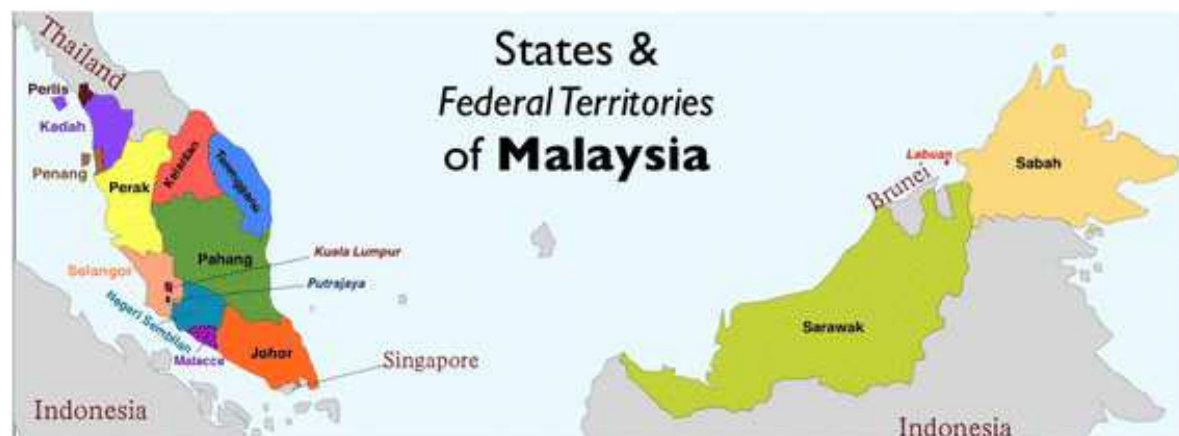 States &
Federal Territories
of Malaysia
Thailand
Perlis
Kedah
Penang
Perak
Kelantan
Terengganu
Pahang
Kuala Lumpur
Selangor
Putrajaya
Negeri Sembilan
Malacca
Johor
Singapore
Indonesia
Labuan
Brunei
Sabah
Sarawak
Indonesia